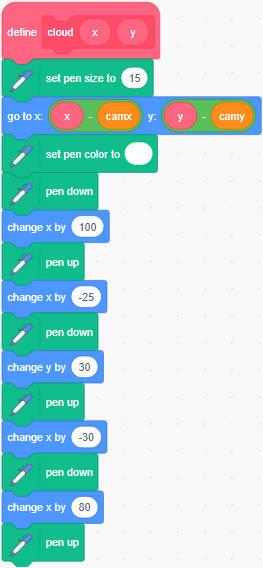 define cloud x y
set pen size to 15
go to x: x - camx y: y - camy
set pen color to
pen down
change x by 100
pen up
change x by -25
pen down
change y by 30
pen up
change x by -30
pen down
change x by 80
pen up